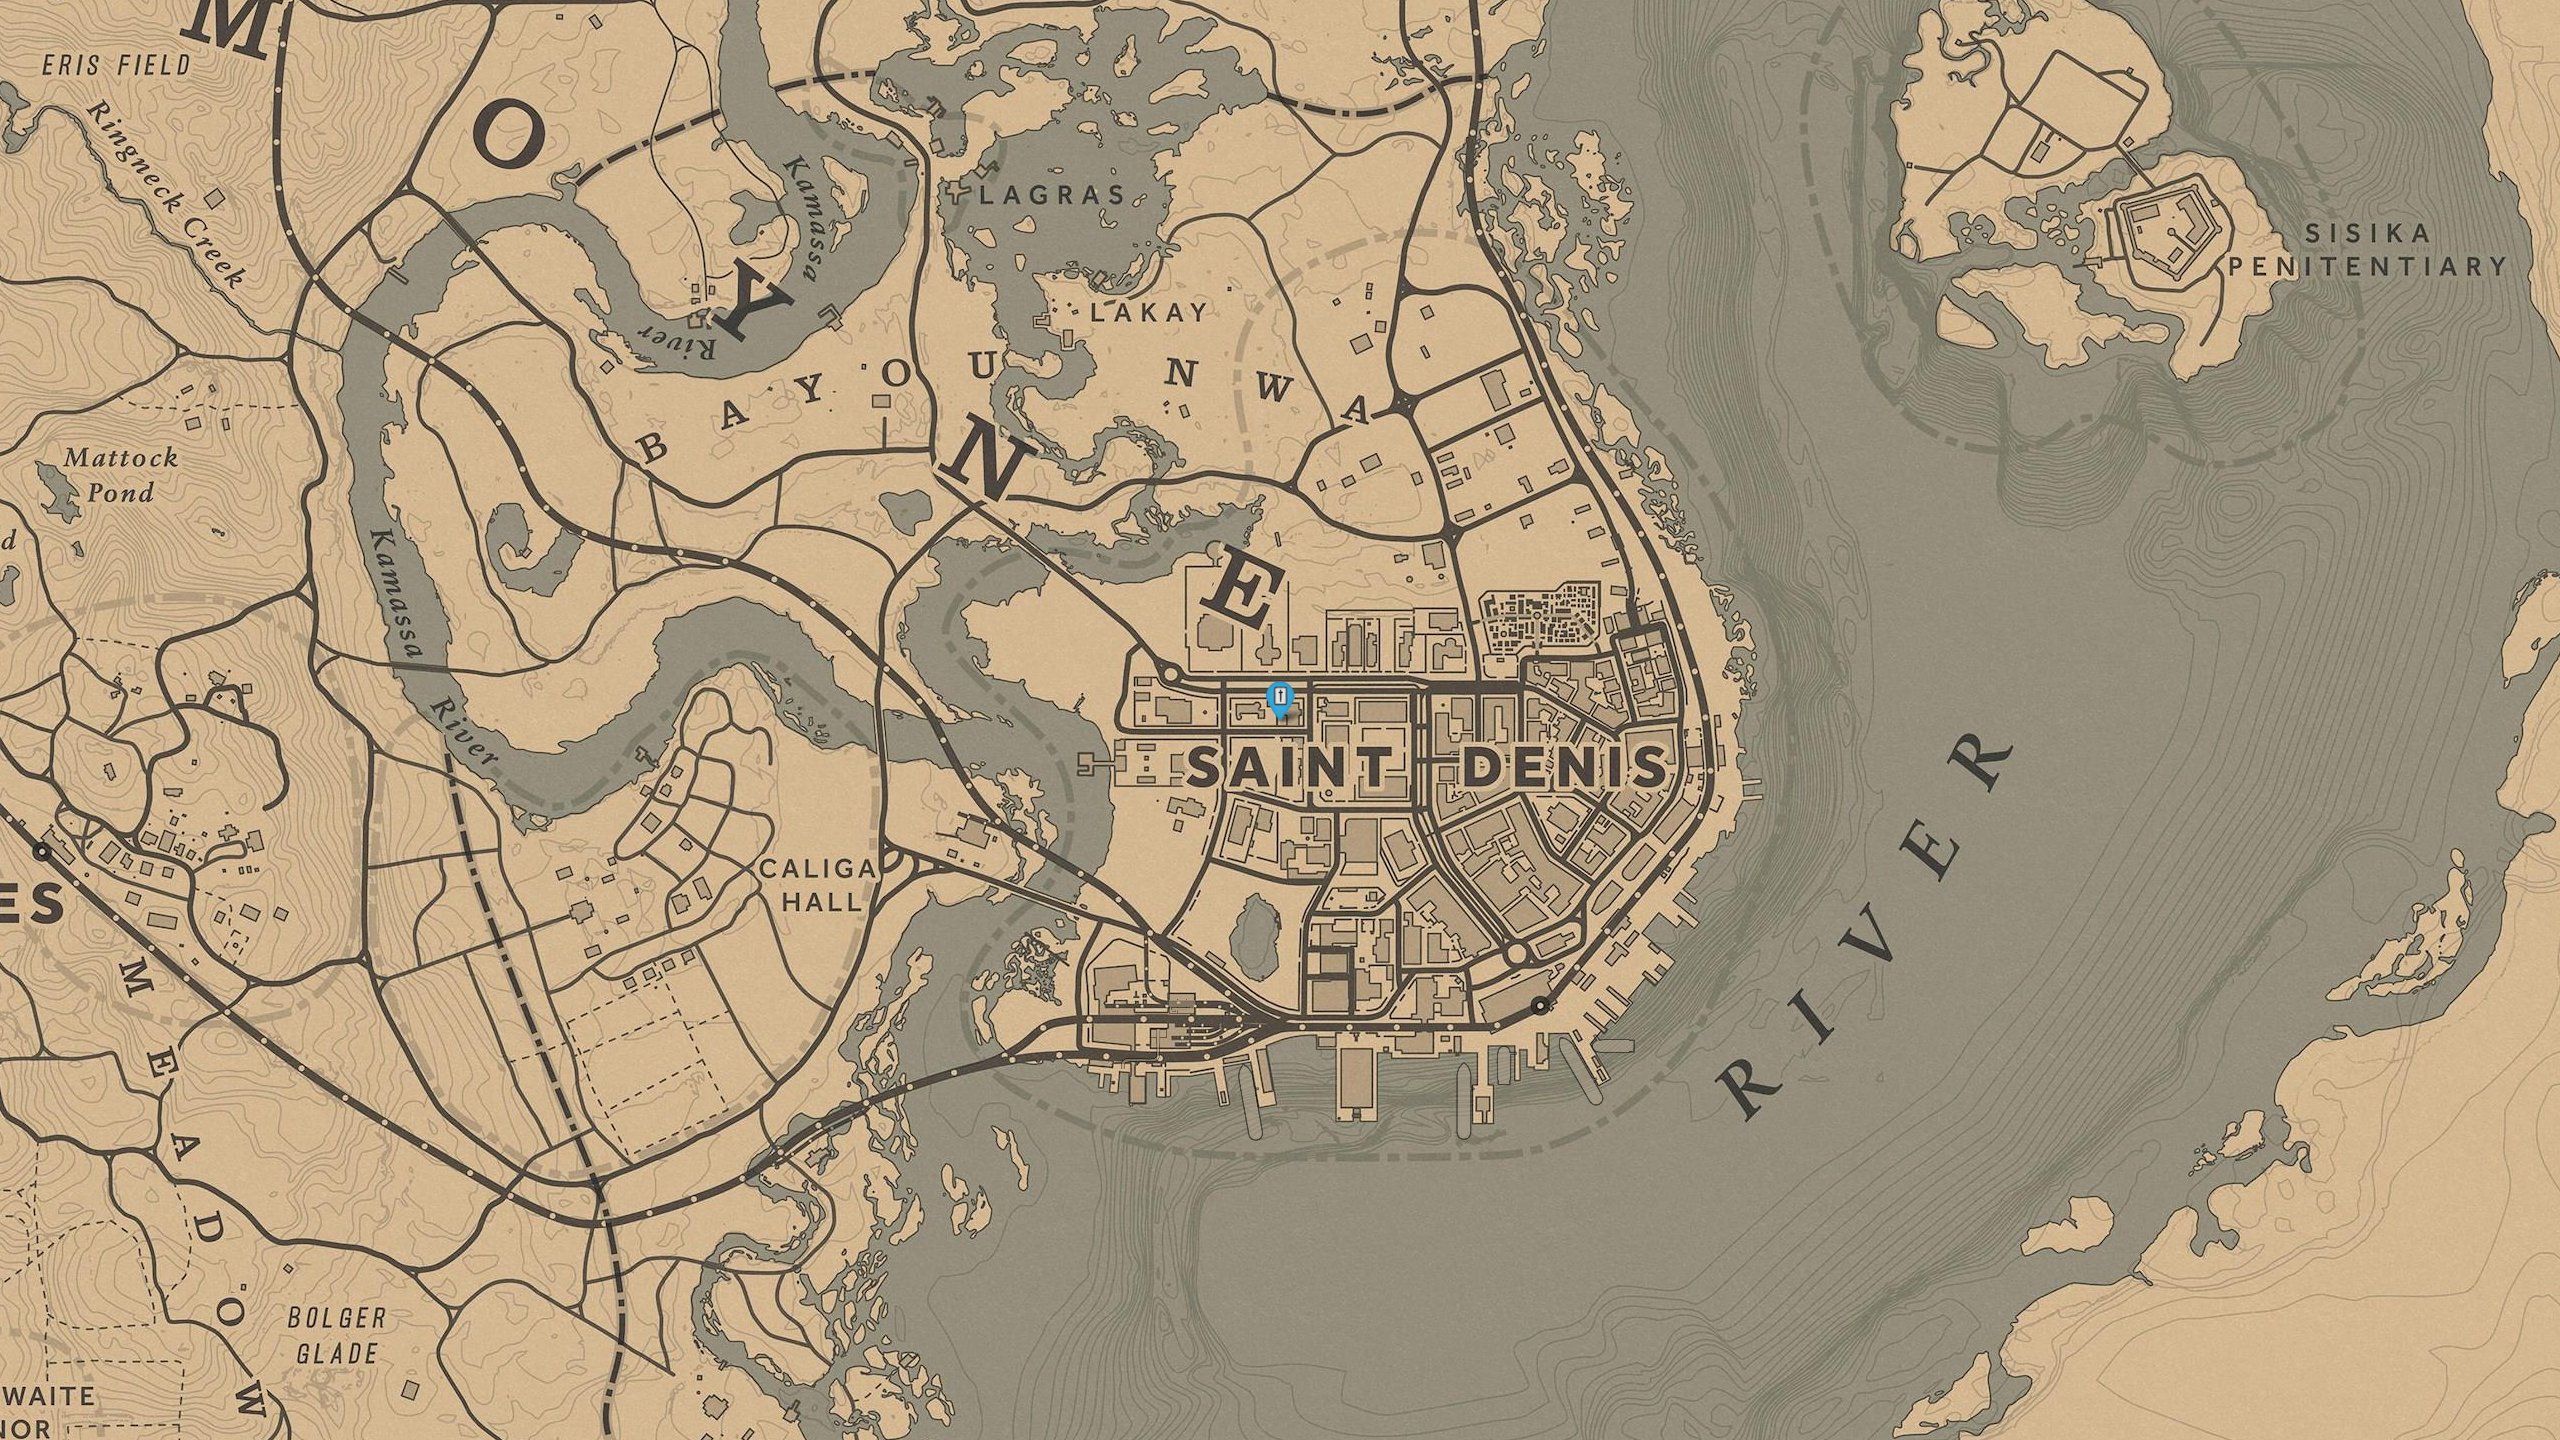 ERIS FIELD
Ringneck Creek
M
O
Y
N
E
Kamassa
River
LAGRAS
LAKAY
BAYOU NWA
SISIKA
PENITENTIARY
Mattock
Pond
d
Kamassa
River
SAINT DENIS
CALIGA
HALL
ES
MEADOW
RIVER
BOLGER
GLADE
WAITE
NOR